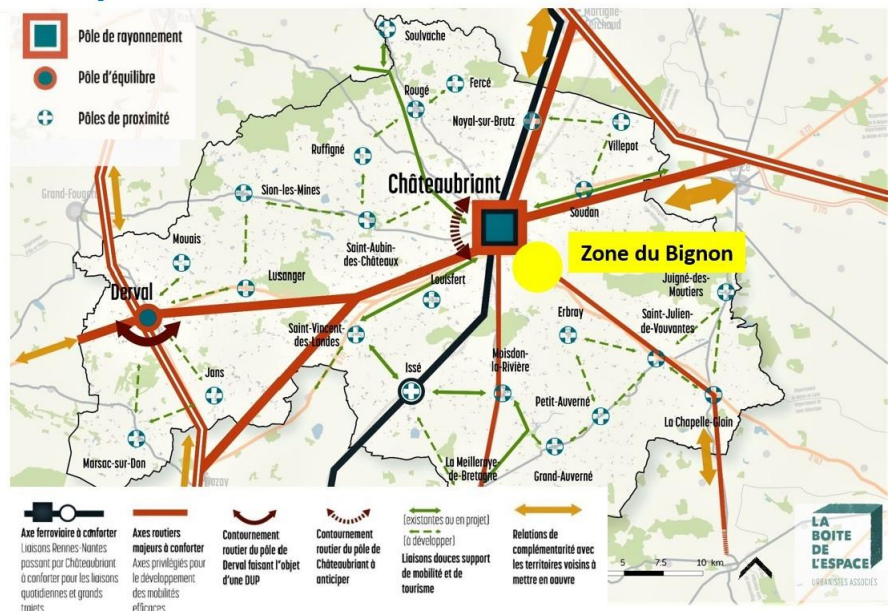 Pôle de rayonnement
Pôle d'équilibre
Pôles de proximité
Soulvache
Martigné-
Ferchaud
Rougé
Fercé
Noyal-sur-Brutz
Villepot
Ruffigné
Châteaubriant
Grand-Fougeray
Sion-les-Mines
Soudan
Saint-Aubin-
des-Châteaux
Mouais
Zone du Bignon
Lusanger
Louisfert
Juigné-des-
Moutiers
Derval
Erbray
Saint-Julien-
de-Vouvantes
Saint-Vincent-
des-Landes
Issé
Moisdon-
la-Rivière
Jans
Petit-Auverné
La Chapelle-Glain
Marsac-sur-Don
La Meilleraye-
de-Bretagne
Grand-Auverné
Axe ferroviaire à conforter
Liaisons Rennes-Nantes
passant par Châteaubriant
à conforter pour les liaisons
quotidiennes et grands
trajets
Axes routiers
majeurs à conforter
Axes privilégiés pour
le développement
des mobilités
efficaces
Contournement
routier du pôle de
Derval faisant l'objet
d'une DUP
Contournement
routier du pôle de
Châteaubriant à
anticiper
(existantes ou en projet)
(à développer)
Liaisons douces support
de mobilité et de
tourisme
Relations de
complémentarité avec
les territoires voisins à
mettre en oeuvre
5 7.5 10 km
LA
BOITE
DE
L'ESPACE
URBANISTES ASSOCIÉS